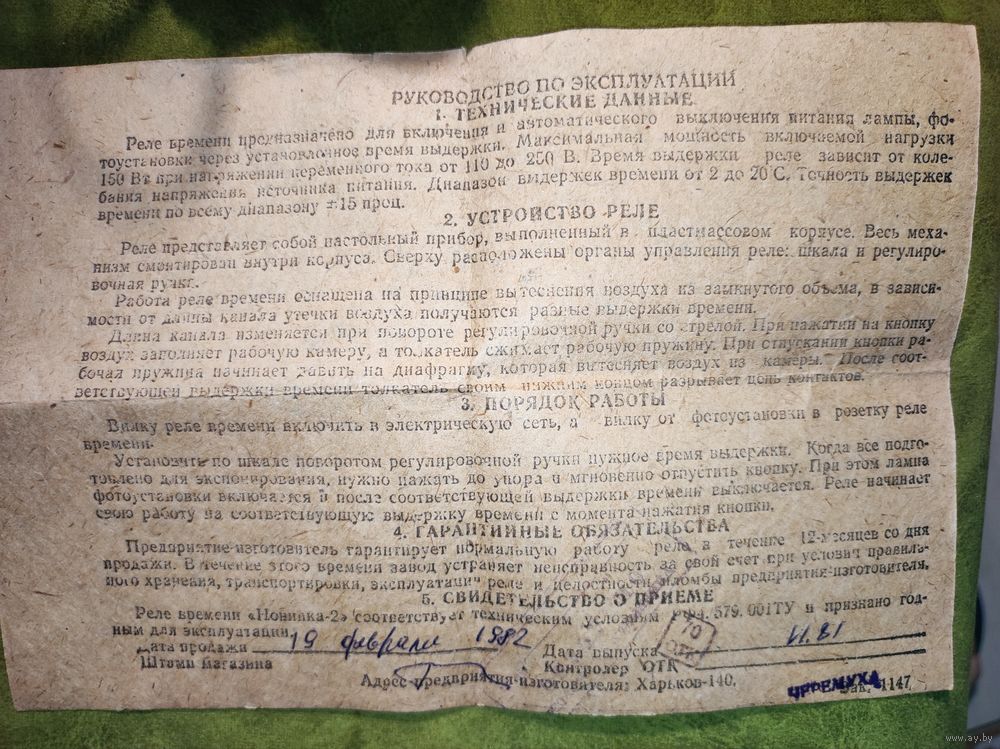 РУКОВОДСТВО ПО ЭКСПЛУАТАЦИИ
1. ТЕХНИЧЕСКИЕ ДАННЫЕ
Реле времени предназначено для включения и автоматического выключения питания лампы, фо-
тоустановки через установленное время выдержки. Максимальная мощность включаемой нагрузки
150 Вт при напряжении переменного тока от 110 до 250 В. Время выдержки реле зависит от коле-
бания напряжения источника питания. Диапазон выдержек времени от 2 до 20 С. Точность выдержек
времени по всему диапазону ±15 проц.
2. УСТРОЙСТВО РЕЛЕ
Реле представляет собой настольный прибор, выполненный в пластмассовом корпусе. Весь меха-
низм смонтирован внутри корпуса. Сверху расположены органы управления реле: шкала и регулиро-
вочная ручка.
Работа реле времени оснащена на принципе вытеснения воздуха из замкнутого объема, в зависи-
мости от длины канала утечки воздуха получаются разные выдержки времени.
Длина канала изменяется при повороте регулировочной ручки со стрелой. При нажатии на кнопку
воздух заполняет рабочую камеру, а толкатель сжимает рабочую пружину. При отпускании кнопки ра-
бочая пружина начинает давить на диафрагму, которая вытесняет воздух из камеры. После соот-
ветствующей выдержки времени толкатель своим нижним концом разрывает цепь контактов.
3. ПОРЯДОК РАБОТЫ
Вилку реле времени включить в электрическую сеть, а вилку от фотоустановки в розетку реле
времени.
Установить по шкале поворотом регулировочной ручки нужное время выдержки. Когда все подго-
товлено для экспонирования, нужно нажать до упора и мгновенно отпустить кнопку. При этом лампа
фотоустановки включается и после соответствующей выдержки времени выключается. Реле начинает
свою работу на соответствующую выдержку времени с момента нажатия кнопки.
4. ГАРАНТИЙНЫЕ ОБЯЗАТЕЛЬСТВА
Предприятие-изготовитель гарантирует нормальную работу реле в течение 12 месяцев со дня
продажи. В течение этого времени завод устраняет неисправность за свой счет при условии правиль-
ного хранения, транспортировки, эксплуатации реле и целостности пломбы предприятия-изготовителя.
5. СВИДЕТЕЛЬСТВО О ПРИЕМЕ
Реле времени «Новинка-2» соответствует техническим условиям 579.001ТУ и признано год-
ным для эксплуатации.
Дата продажи 19 февраля 1982 Дата выпуска 11.81
Штамп магазина Контролер ОТК
10
Адрес предприятия-изготовителя: Харьков-140. Зак. 1147
ЧЕРЕМУХА
www.ay.by